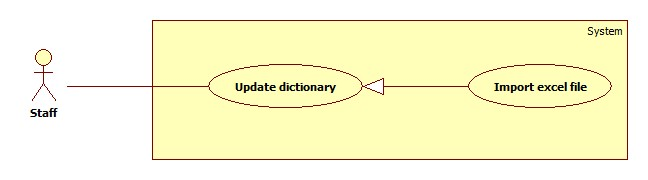 System
Update dictionary
Import excel file
Staff